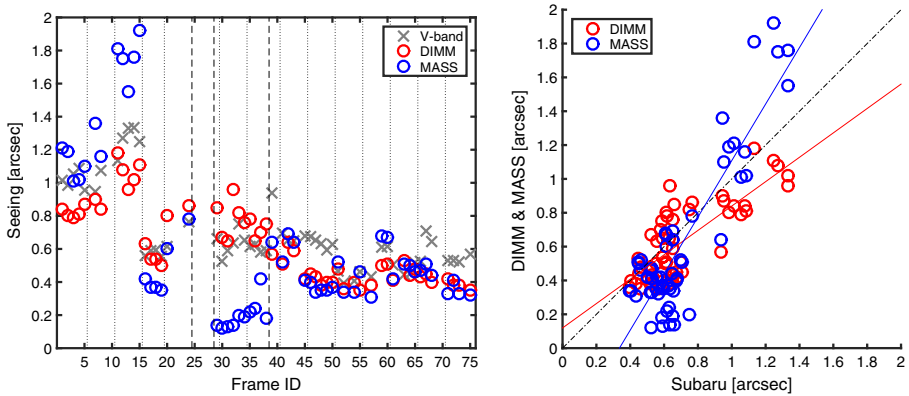 2
1.8
1.6
1.4
1.2
1
0.8
0.6
0.4
0.2
0
5 10 15 20 25 30 35 40 45 50 55 60 65 70 75
Seeing [arcsec]
Frame ID
V-band
DIMM
MASS
2
1.8
1.6
1.4
1.2
1
0.8
0.6
0.4
0.2
0
0 0.2 0.4 0.6 0.8 1 1.2 1.4 1.6 1.8 2
DIMM & MASS [arcsec]
Subaru [arcsec]
DIMM
MASS